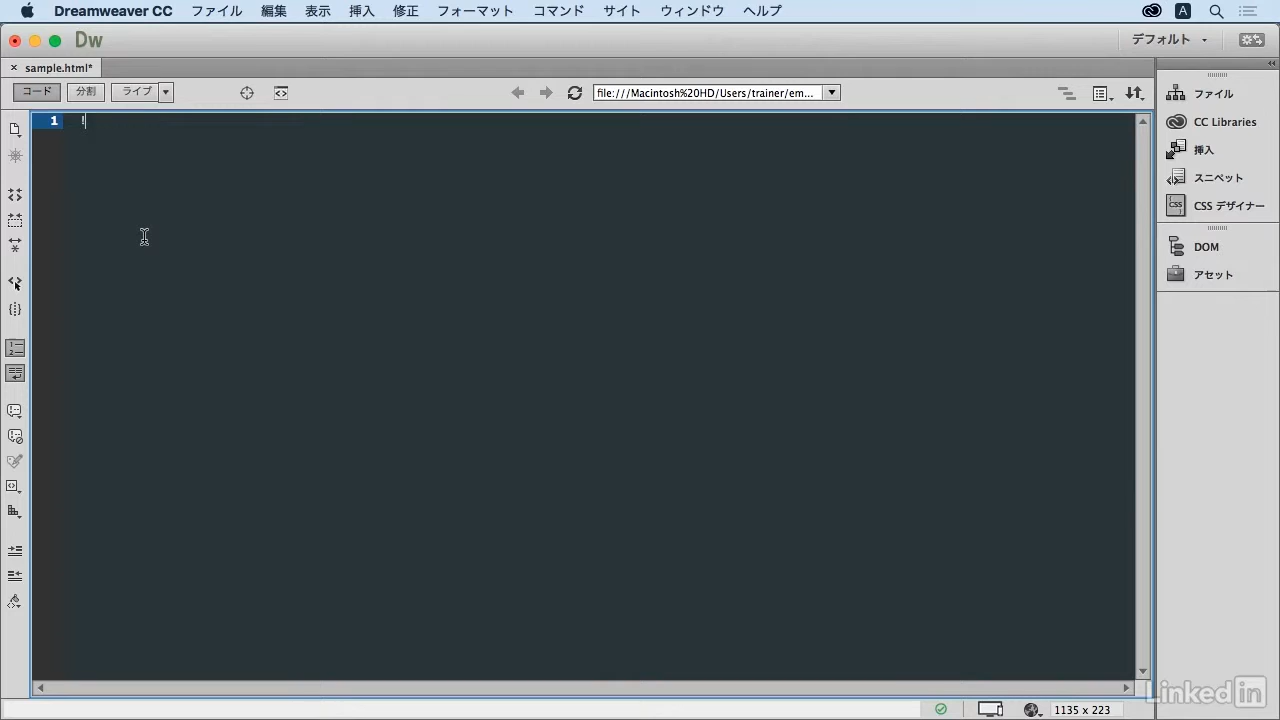 Dreamweaver CC ファイル 編集 表示 挿入 修正 フォーマット コマンド サイト ウィンドウ ヘルプ A
Dw デフォルト
× sample.html*
コード 分割 ライブ file:///Macintosh%20HD/Users/trainer/em...
1 !
ファイル
CC Libraries
挿入
スニペット
CSS CSS デザイナー
DOM
アセット
1135 x 223
Linked in